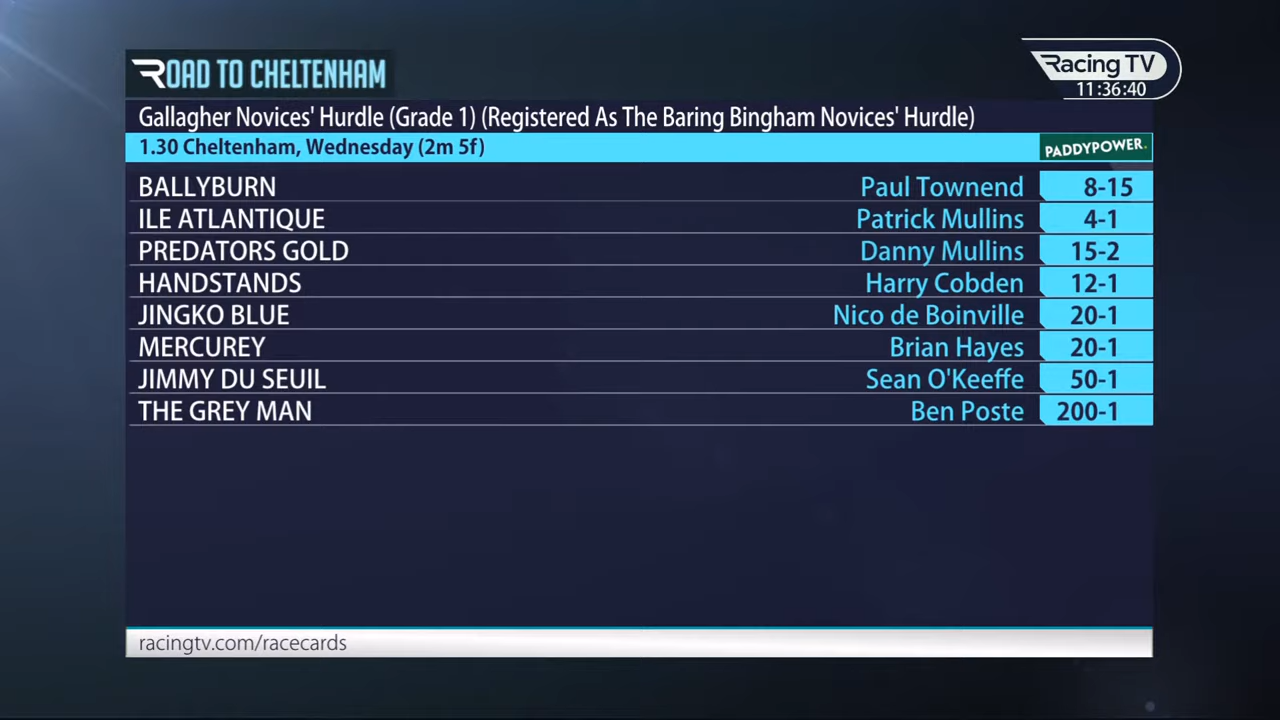 ROAD TO CHELTENHAM
Racing TV
11:36:40
Gallagher Novices' Hurdle (Grade 1) (Registered As The Baring Bingham Novices' Hurdle)
1.30 Cheltenham, Wednesday (2m 5f) PADDYPOWER.
BALLYBURN Paul Townend 8-15
ILE ATLANTIQUE Patrick Mullins 4-1
PREDATORS GOLD Danny Mullins 15-2
HANDSTANDS Harry Cobden 12-1
JINGKO BLUE Nico de Boinville 20-1
MERCUREY Brian Hayes 20-1
JIMMY DU SEUIL Sean O'Keeffe 50-1
THE GREY MAN Ben Poste 200-1
racingtv.com/racecards